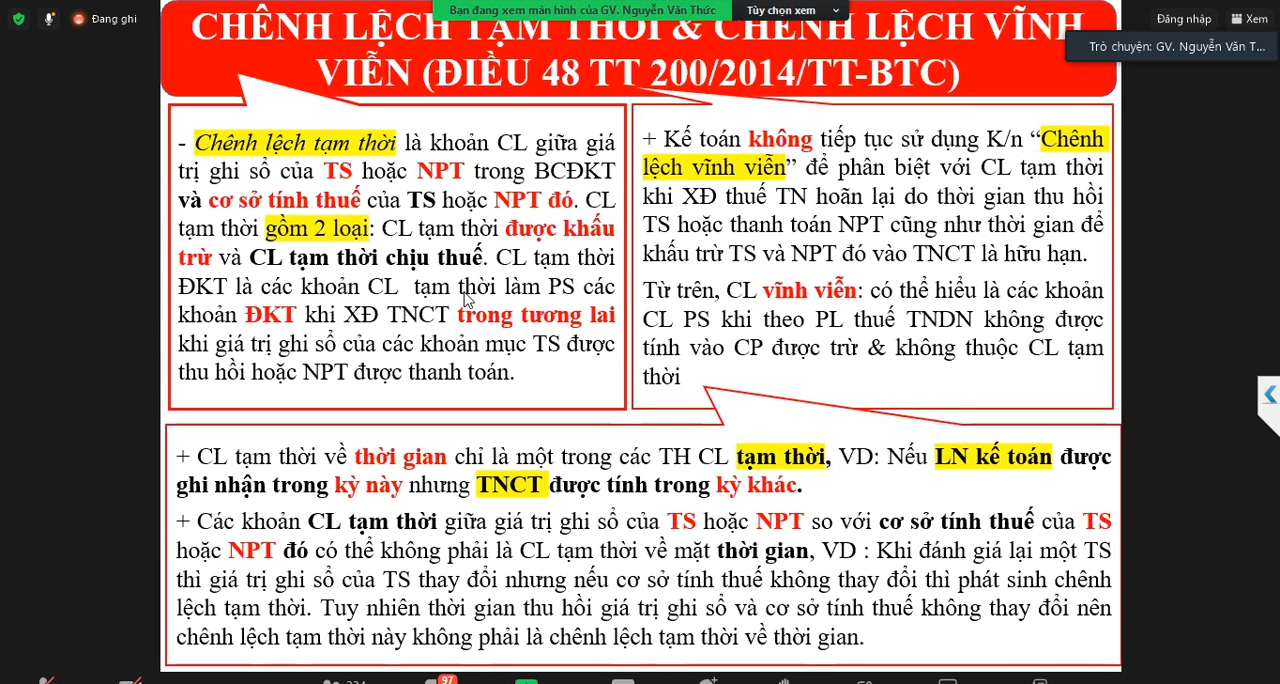 Bạn đang xem màn hình của GV. Nguyễn Văn Thức
Tùy chọn xem
Đang ghi
Đăng nhập
Xem
Trò chuyện: GV. Nguyễn Văn T...
CHÊNH LỆCH TẠM THỜI & CHÊNH LỆCH VĨNH
VIỄN (ĐIỀU 48 TT 200/2014/TT-BTC)
- Chênh lệch tạm thời là khoản CL giữa giá
trị ghi sổ của TS hoặc NPT trong BCĐKT
và cơ sở tính thuế của TS hoặc NPT đó. CL
tạm thời gồm 2 loại: CL tạm thời được khấu
trừ và CL tạm thời chịu thuế. CL tạm thời
ĐKT là các khoản CL tạm thời làm PS các
khoản ĐKT khi XĐ TNCT trong tương lai
khi giá trị ghi sổ của các khoản mục TS được
thu hồi hoặc NPT được thanh toán.
+ Kế toán không tiếp tục sử dụng K/n “Chênh
lệch vĩnh viễn” để phân biệt với CL tạm thời
khi XĐ thuế TN hoãn lại do thời gian thu hồi
TS hoặc thanh toán NPT cũng như thời gian để
khấu trừ TS và NPT đó vào TNCT là hữu hạn.
Từ trên, CL vĩnh viễn: có thể hiểu là các khoản
CL PS khi theo PL thuế TNDN không được
tính vào CP được trừ & không thuộc CL tạm
thời
+ CL tạm thời về thời gian chỉ là một trong các TH CL tạm thời, VD: Nếu LN kế toán được
ghi nhận trong kỳ này nhưng TNCT được tính trong kỳ khác.
+ Các khoản CL tạm thời giữa giá trị ghi sổ của TS hoặc NPT so với cơ sở tính thuế của TS
hoặc NPT đó có thể không phải là CL tạm thời về mặt thời gian, VD : Khi đánh giá lại một TS
thì giá trị ghi sổ của TS thay đổi nhưng nếu cơ sở tính thuế không thay đổi thì phát sinh chênh
lệch tạm thời. Tuy nhiên thời gian thu hồi giá trị ghi sổ và cơ sở tính thuế không thay đổi nên
chênh lệch tạm thời này không phải là chênh lệch tạm thời về thời gian.
97